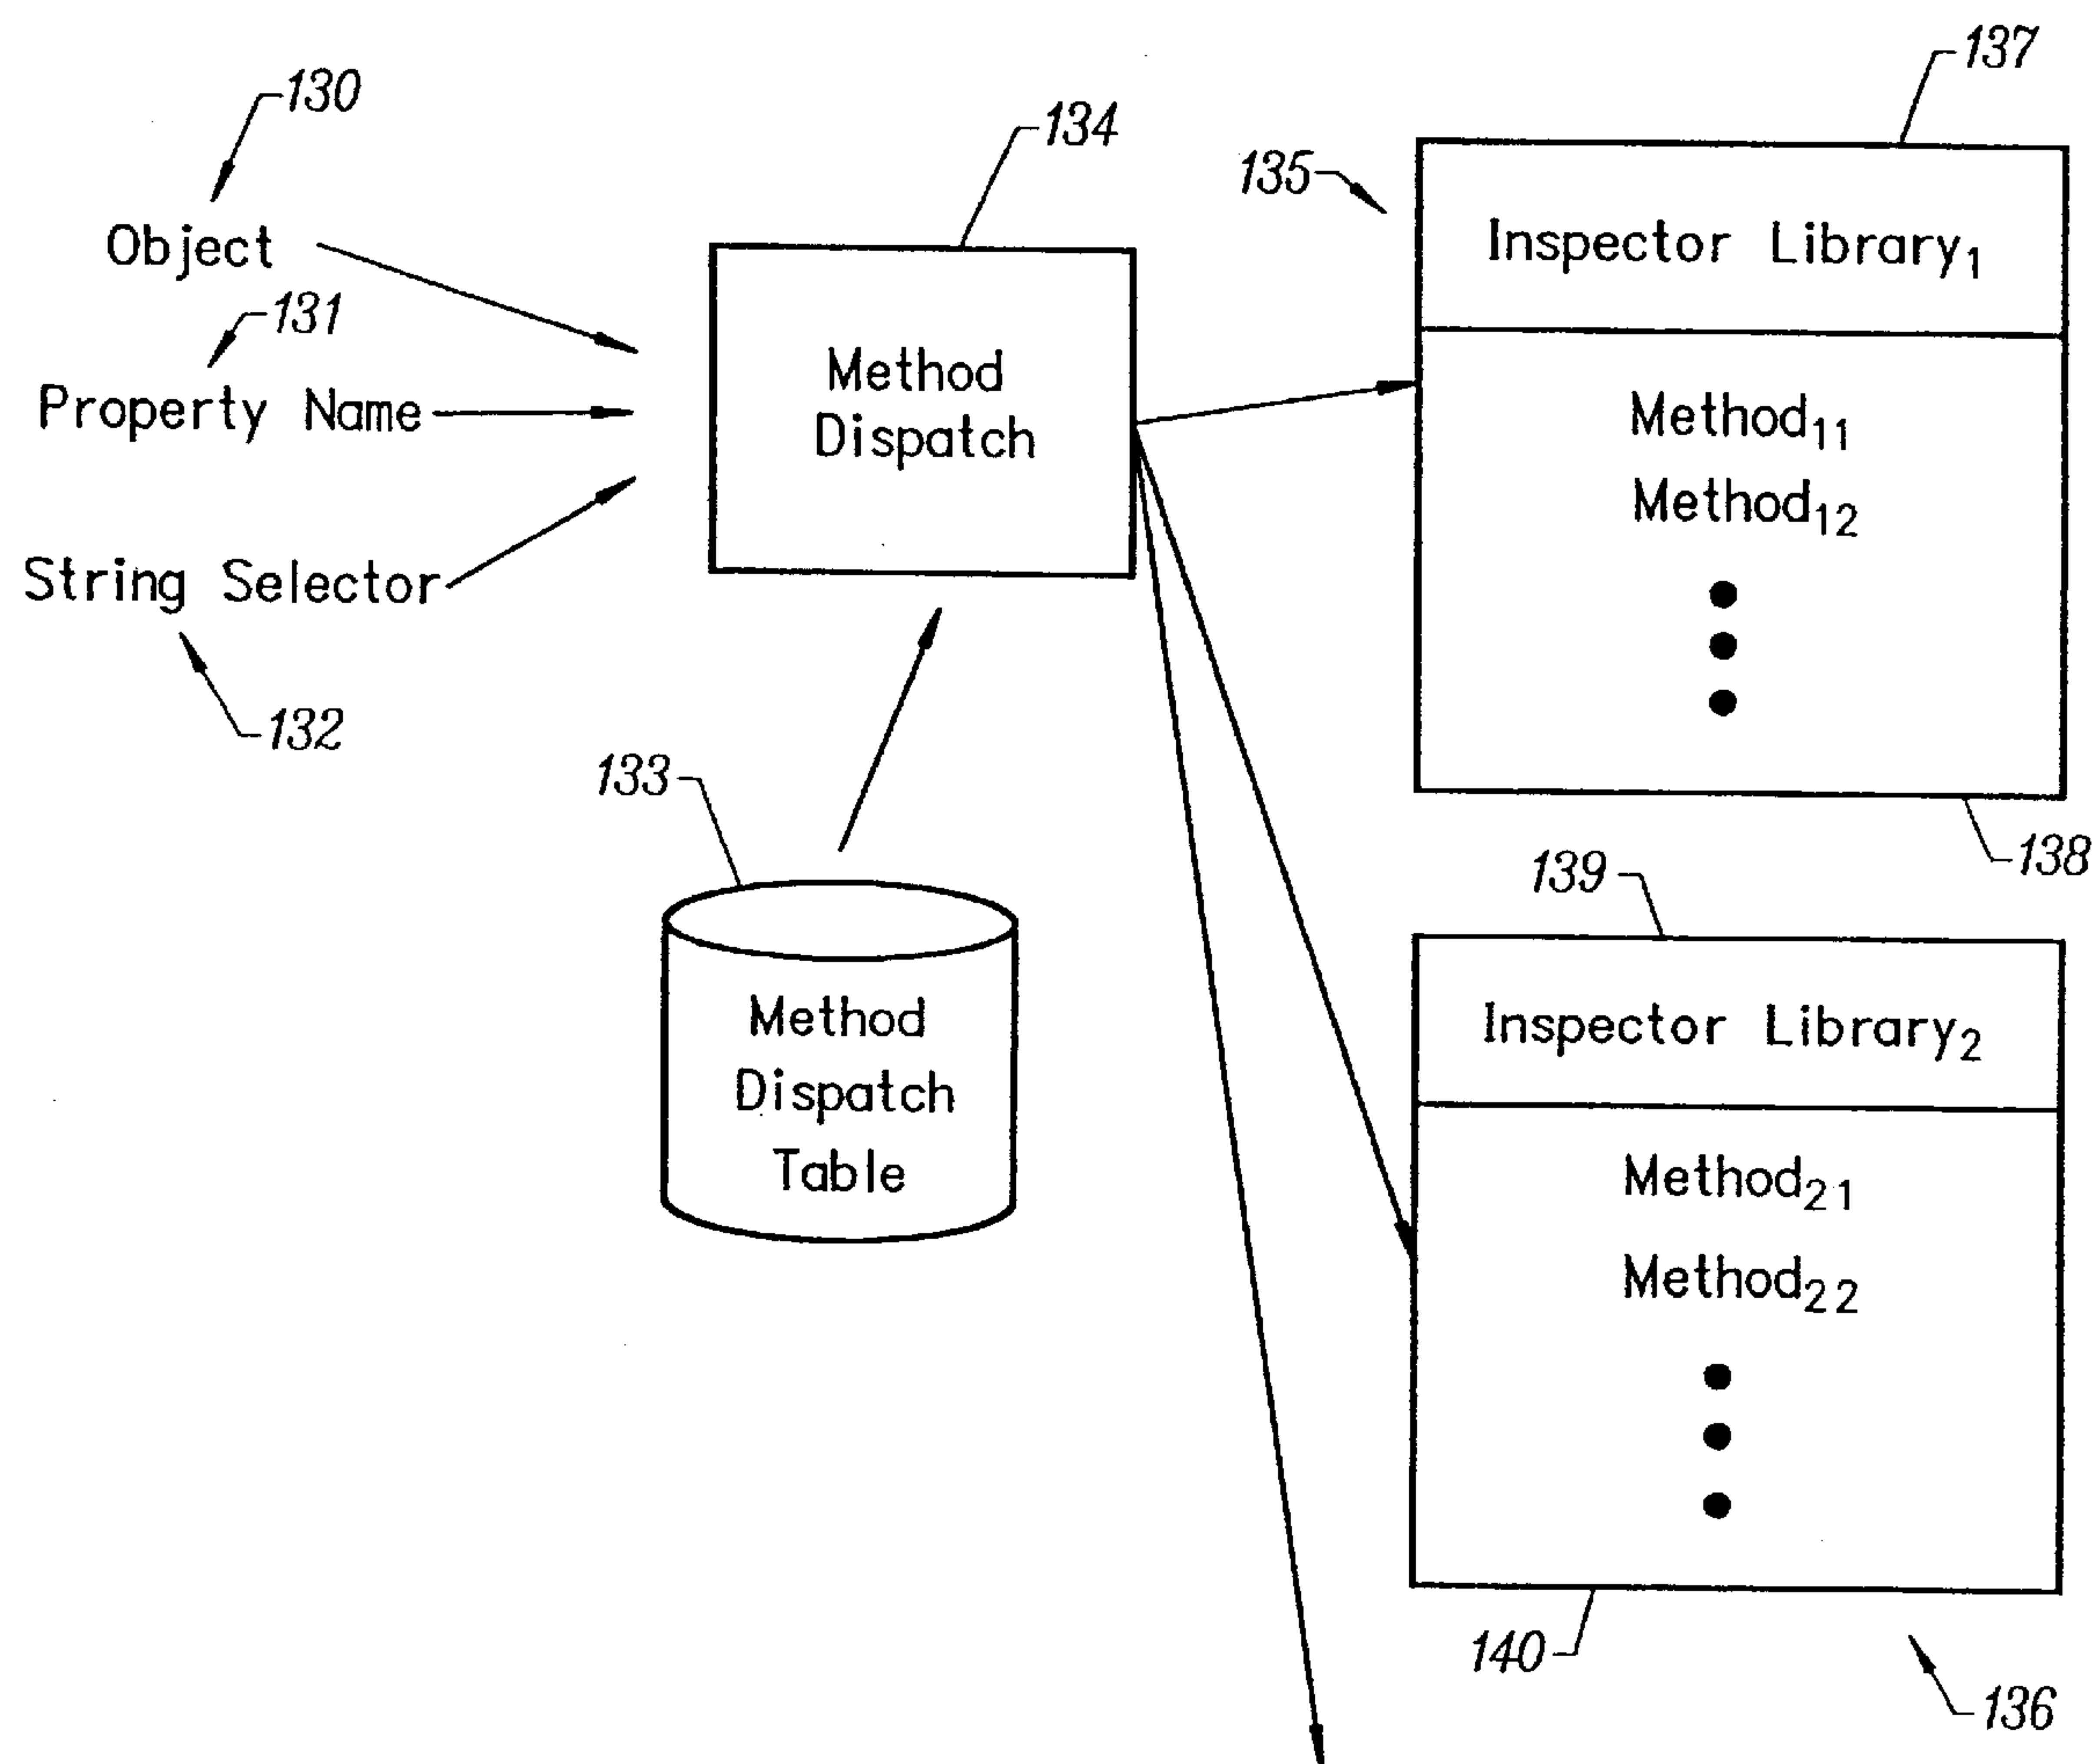 130
Object
131
Property Name
String Selector
132
134
Method
Dispatch
133
Method
Dispatch
Table
135
137
Inspector Library₁
Method₁₁
Method₁₂
138
139
Inspector Library₂
Method₂₁
Method₂₂
140
136